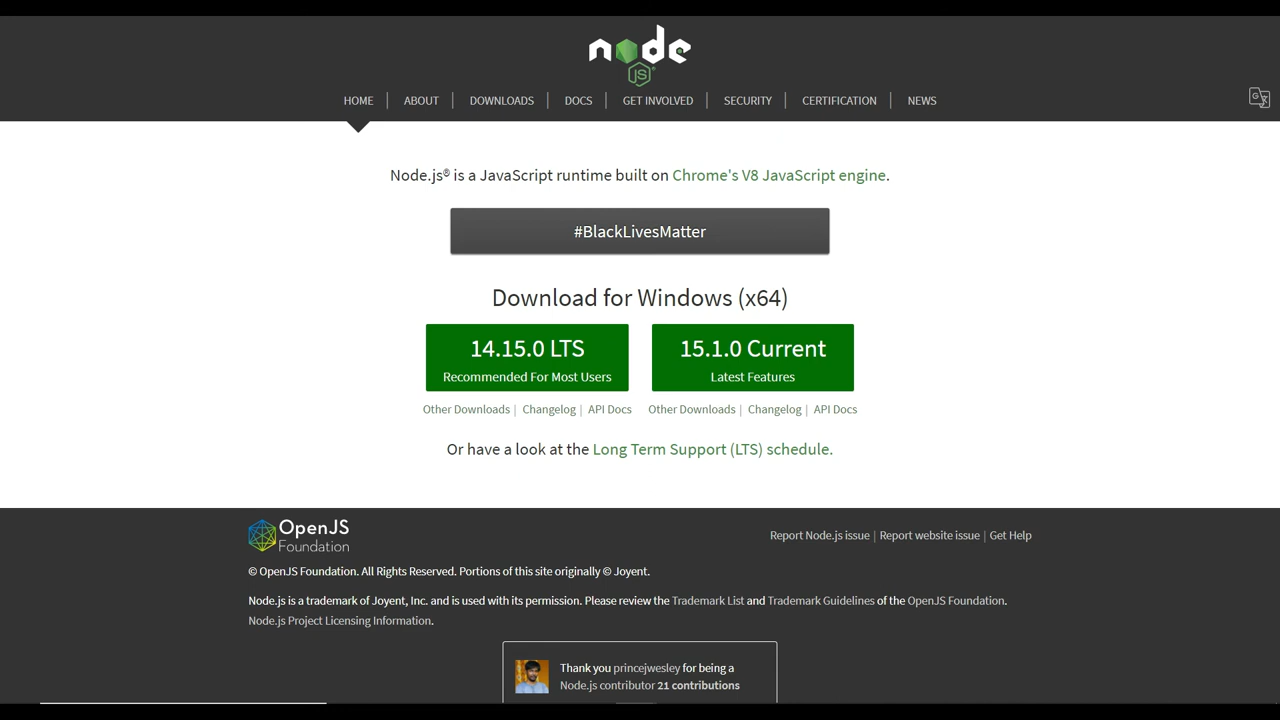 node
JS
HOME | ABOUT | DOWNLOADS | DOCS | GET INVOLVED | SECURITY | CERTIFICATION | NEWS
Node.js® is a JavaScript runtime built on Chrome's V8 JavaScript engine.
#BlackLivesMatter
Download for Windows (x64)
14.15.0 LTS
Recommended For Most Users
15.1.0 Current
Latest Features
Other Downloads | Changelog | API Docs
Other Downloads | Changelog | API Docs
Or have a look at the Long Term Support (LTS) schedule.
OpenJS
Foundation
Report Node.js issue | Report website issue | Get Help
© OpenJS Foundation. All Rights Reserved. Portions of this site originally © Joyent.
Node.js is a trademark of Joyent, Inc. and is used with its permission. Please review the Trademark List and Trademark Guidelines of the OpenJS Foundation.
Node.js Project Licensing Information.
Thank you princejwesley for being a
Node.js contributor 21 contributions